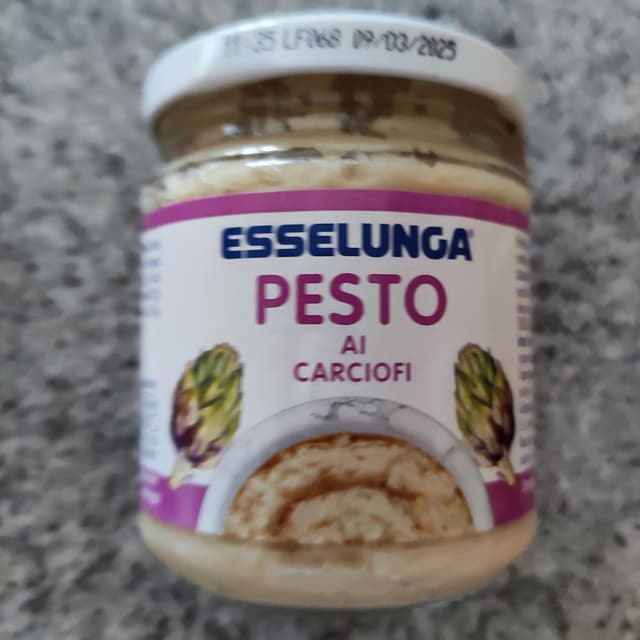 11:35 LF068 09/03/2025
ESSELUNGA®
PESTO
AI
CARCIOFI